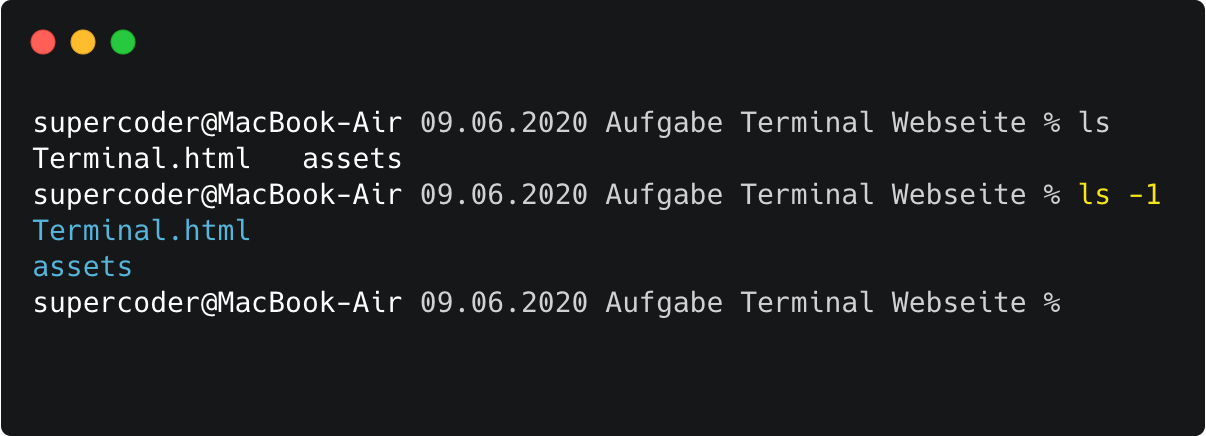 supercoder@MacBook-Air 09.06.2020 Aufgabe Terminal Webseite % ls
Terminal.html   assets
supercoder@MacBook-Air 09.06.2020 Aufgabe Terminal Webseite % ls -1
Terminal.html
assets
supercoder@MacBook-Air 09.06.2020 Aufgabe Terminal Webseite %